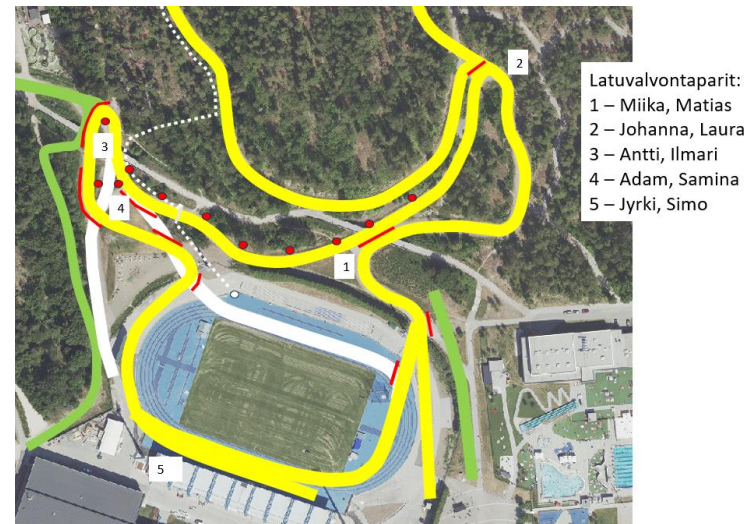 2
Latuvalvontaparit:
1 – Miika, Matias
2 – Johanna, Laura
3 – Antti, Ilmari
4 – Adam, Samina
5 – Jyrki, Simo
3
4
1
5